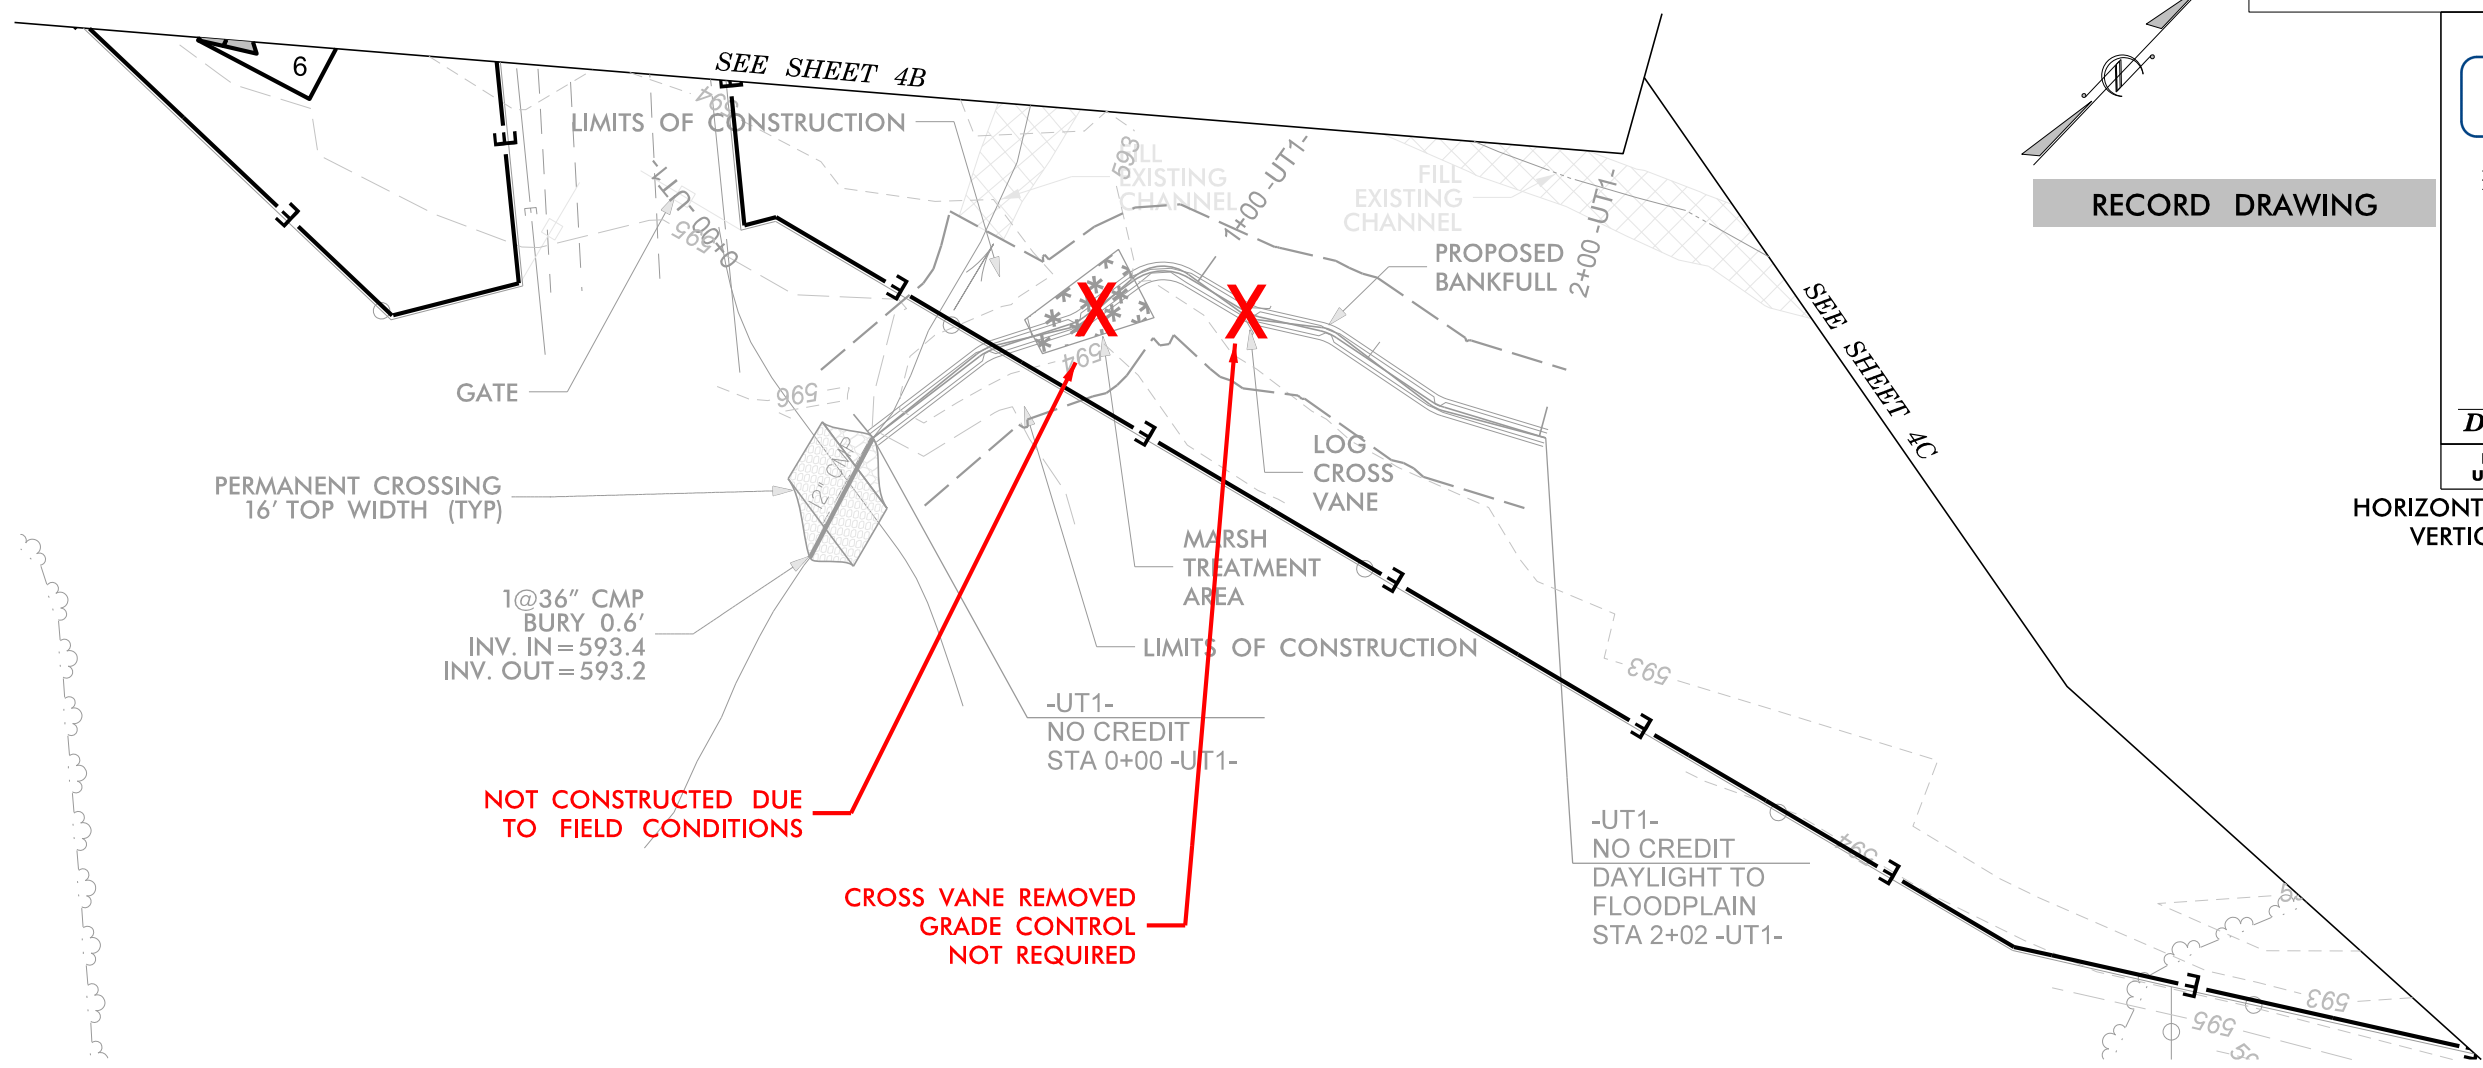 SEE SHEET 4B
6
E
E
E
594
LIMITS OF CONSTRUCTION
593
FILL
EXISTING
CHANNEL
1+00 -UT1-
FILL
EXISTING
CHANNEL
2+00 -UT1-
RECORD DRAWING
-UT1-
0+00
595
E
E
PROPOSED
BANKFULL
SEE SHEET 4C
X
X
594
GATE
596
E
LOG
CROSS
VANE
12" CMP
PERMANENT CROSSING
16' TOP WIDTH (TYP)
HORIZONT
VERTIC
MARSH
TREATMENT
AREA
E
1@36" CMP
BURY 0.6'
INV. IN=593.4
INV. OUT=593.2
LIMITS OF CONSTRUCTION
593
-UT1-
NO CREDIT
STA 0+00 -UT1-
E
NOT CONSTRUCTED DUE
TO FIELD CONDITIONS
-UT1-
NO CREDIT
DAYLIGHT TO
FLOODPLAIN
STA 2+02 -UT1-
594
E
CROSS VANE REMOVED
GRADE CONTROL
NOT REQUIRED
E
593
595